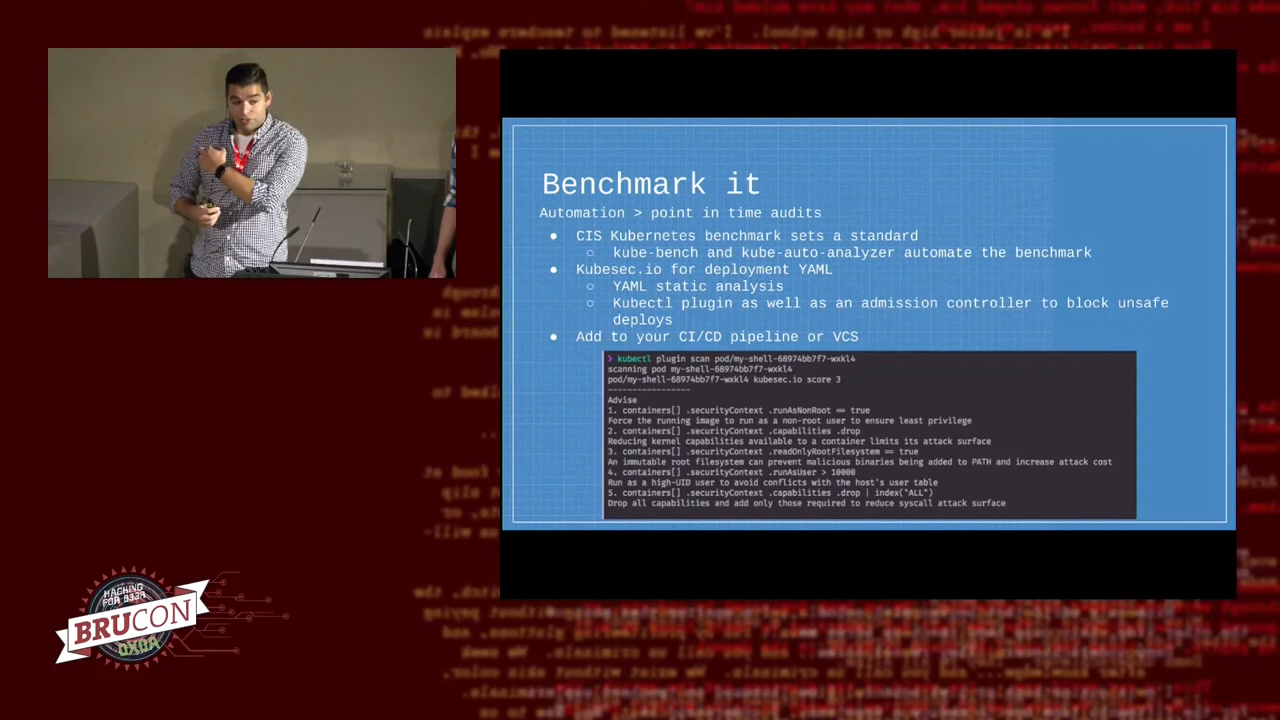 Benchmark it
Automation > point in time audits
● CIS Kubernetes benchmark sets a standard
○ kube-bench and kube-auto-analyzer automate the benchmark
● Kubesec.io for deployment YAML
○ YAML static analysis
○ Kubectl plugin as well as an admission controller to block unsafe
deploys
● Add to your CI/CD pipeline or VCS
❯ kubectl plugin scan pod/my-shell-68974bb7f7-wxkl4
scanning pod my-shell-68974bb7f7-wxkl4
pod/my-shell-68974bb7f7-wxkl4 kubesec.io score 3
-----------------
Advise
1. containers[] .securityContext .runAsNonRoot == true
Force the running image to run as a non-root user to ensure least privilege
2. containers[] .securityContext .capabilities .drop
Reducing kernel capabilities available to a container limits its attack surface
3. containers[] .securityContext .readOnlyRootFilesystem == true
An immutable root filesystem can prevent malicious binaries being added to PATH and increase attack cost
4. containers[] .securityContext .runAsUser > 10000
Run as a high-UID user to avoid conflicts with the host's user table
5. containers[] .securityContext .capabilities .drop | index("ALL")
Drop all capabilities and add only those required to reduce syscall attack surface
HACKING
FOR B33R
BRUCON
0X0A